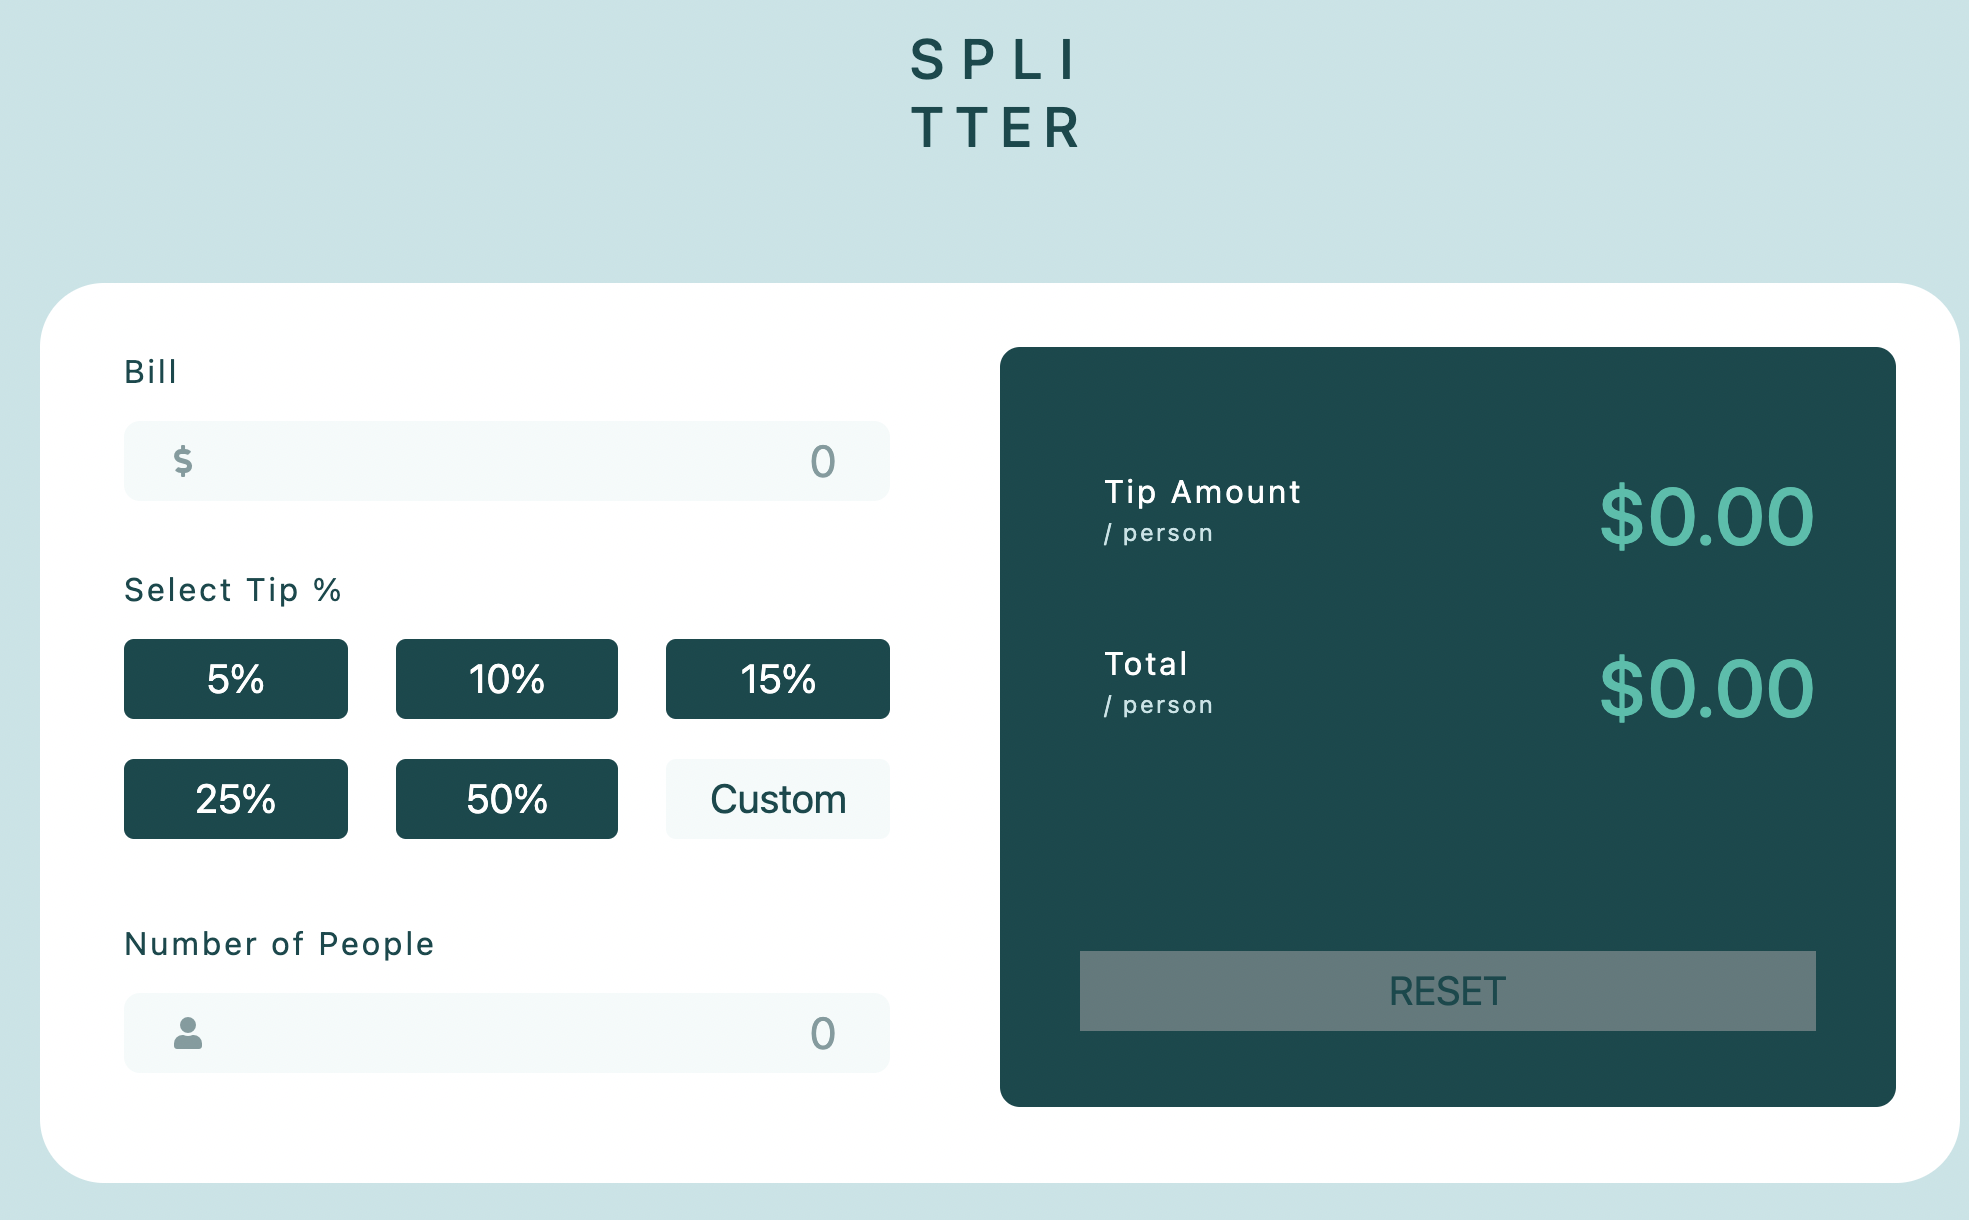 SPLI
TTER
Bill
$ 0
Select Tip %
5% 10% 15%
25% 50% Custom
Number of People
0
Tip Amount
/ person
$0.00
Total
/ person
$0.00
RESET